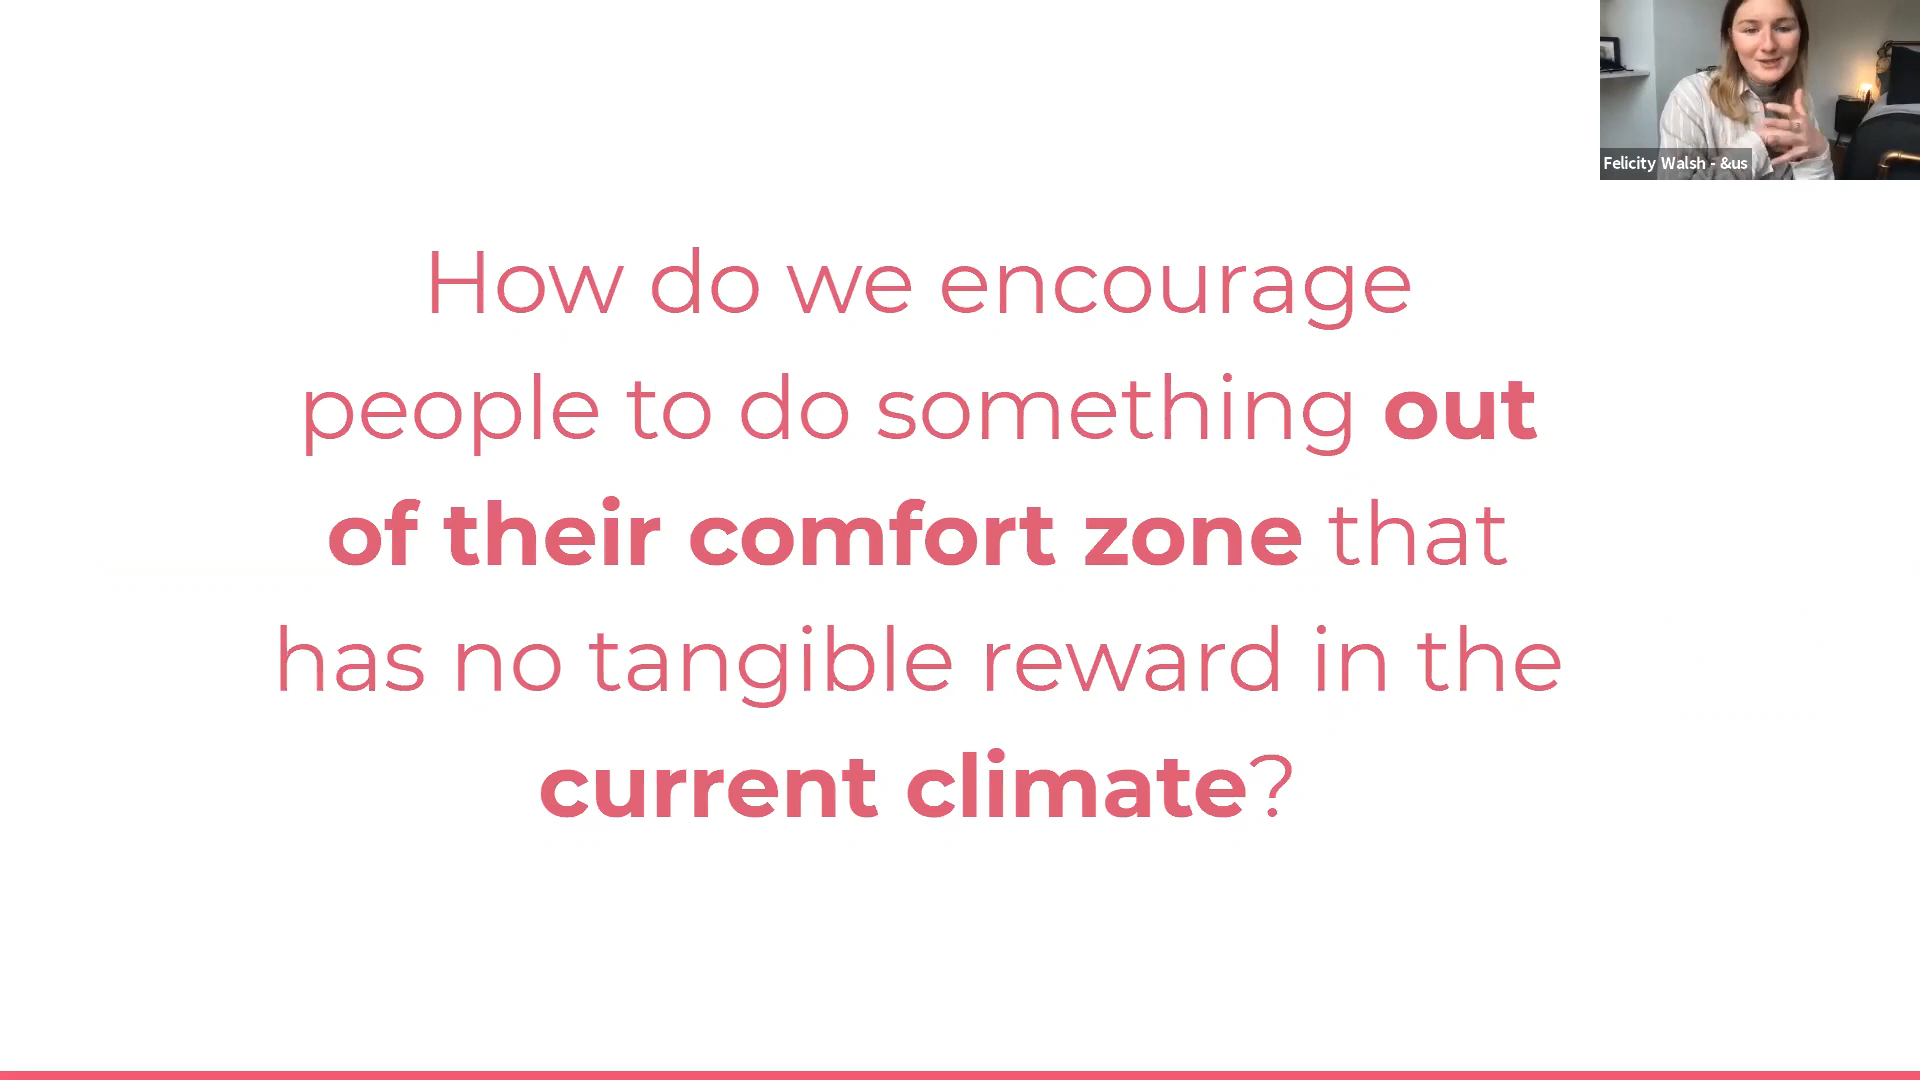 Felicity Walsh - &us
How do we encourage
people to do something out
of their comfort zone that
has no tangible reward in the
current climate?